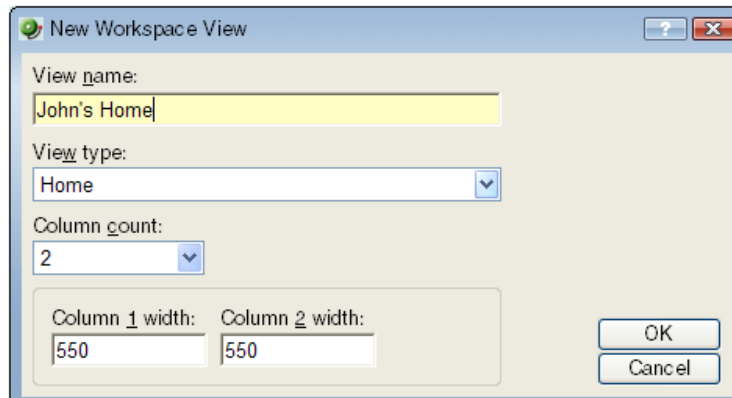 New Workspace View
?
View name:
John's Home
View type:
Home
Column count:
2
Column 1 width: Column 2 width:
550 550
OK
Cancel